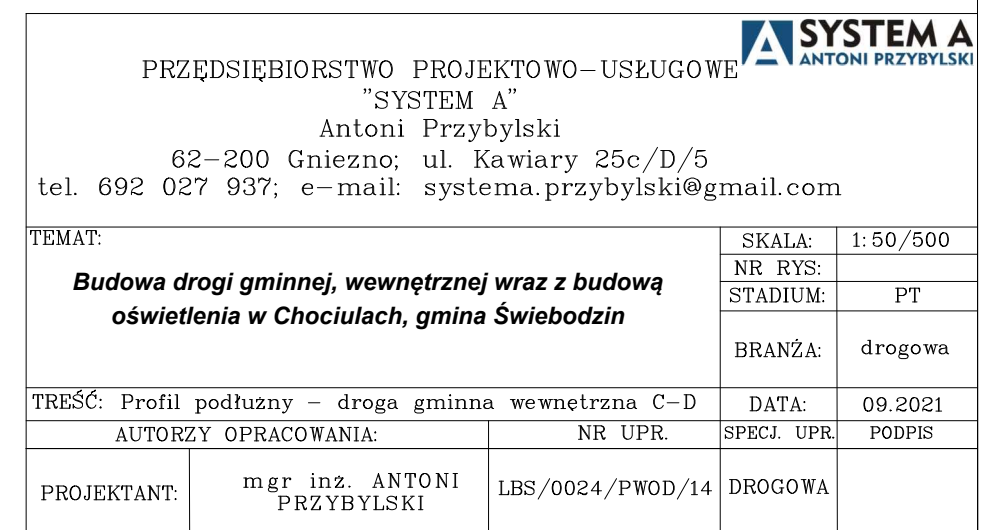 SYSTEM A
ANTONI PRZYBYLSKI
PRZĘDSIĘBIORSTWO PROJEKTOWO-USŁUGOWE
"SYSTEM A"
Antoni Przybylski
62-200 Gniezno; ul. Kawiary 25c/D/5
tel. 692 027 937; e-mail: systema.przybylski@gmail.com
TEMAT:
Budowa drogi gminnej, wewnętrznej wraz z budową
oświetlenia w Chociulach, gmina Świebodzin
SKALA: 1:50/500
NR RYS:
STADIUM: PT
BRANŻA: drogowa
TREŚĆ: Profil podłużny - droga gminna wewnętrzna C-D
DATA: 09.2021
AUTORZY OPRACOWANIA: NR UPR. SPECJ. UPR. PODPIS
PROJEKTANT: mgr inż. ANTONI
PRZYBYLSKI
LBS/0024/PWOD/14 DROGOWA